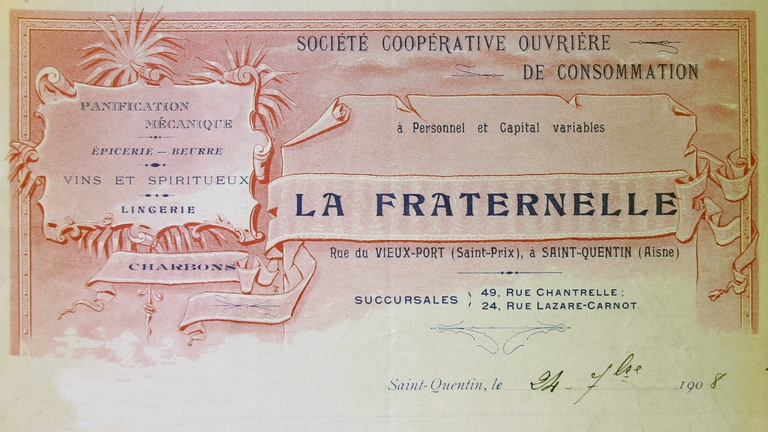 SOCIÉTÉ COOPÉRATIVE OUVRIÉRE
DE CONSOMMATION
PANIFICATION
MÉCANIQUE
ÉPICERIE – BEURRE
VINS ET SPIRITUEUX
LINGERIE
CHARBONS
à Personnel et Capital variables
LA FRATERNELLE
Rue du VIEUX-PORT (Saint-Prix), à SAINT-QUENTIN (Aisne)
SUCCURSALES } 49, RUE CHANTRELLE;
24, RUE LAZARE-CARNOT.
Saint-Quentin, le 24 - 7bre 1908